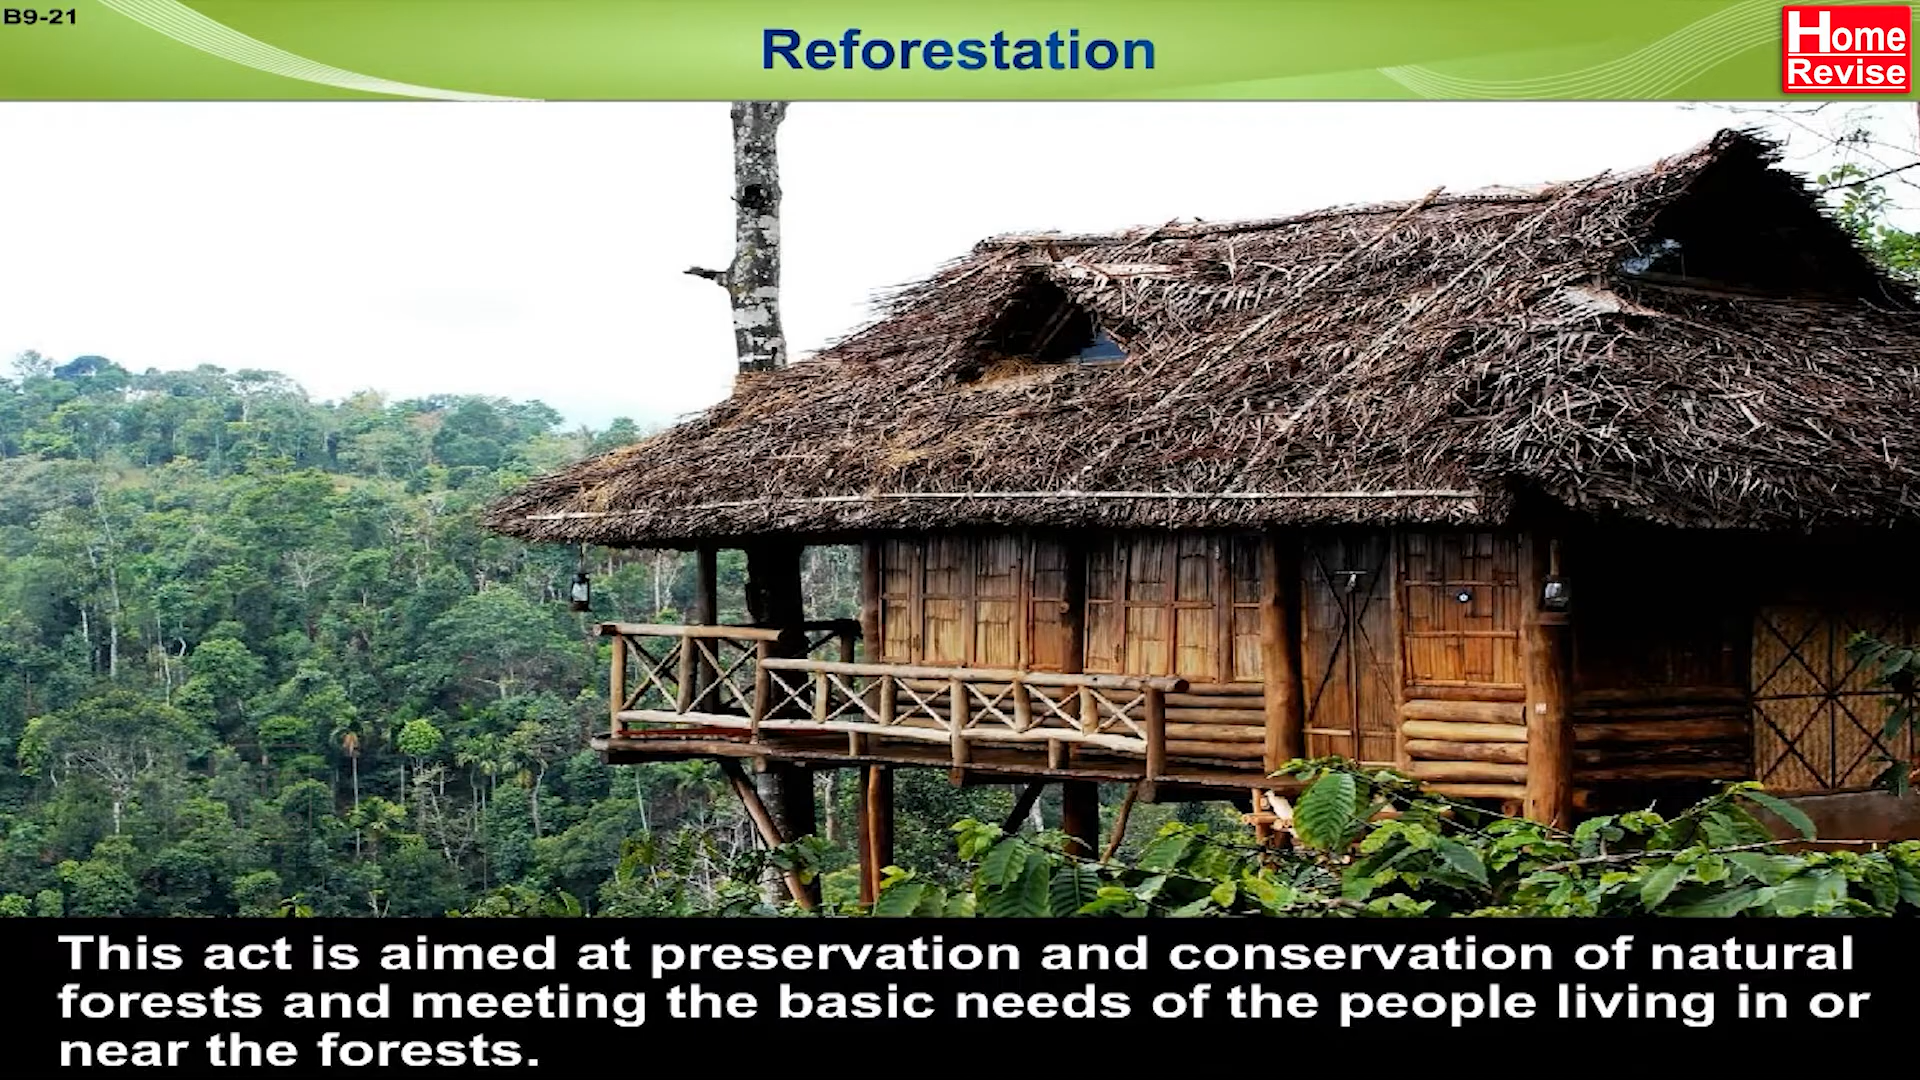 B9-21
Reforestation
Home
Revise
This act is aimed at preservation and conservation of natural
forests and meeting the basic needs of the people living in or
near the forests.